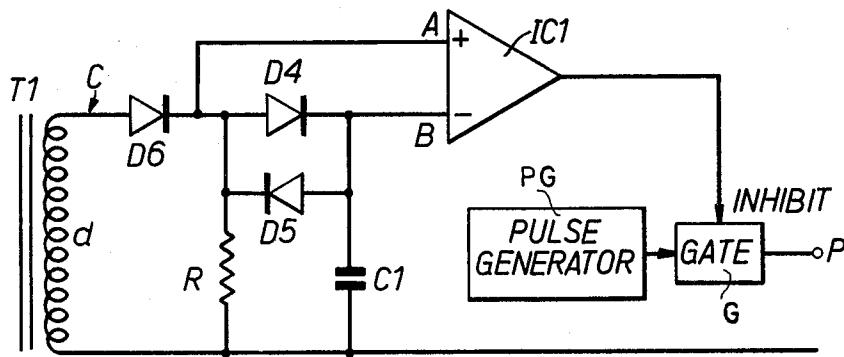 A
+
IC1
T1
C
D4
D6
B
−
D5
d
R
C1
PG
PULSE
GENERATOR
INHIBIT
GATE
P
G